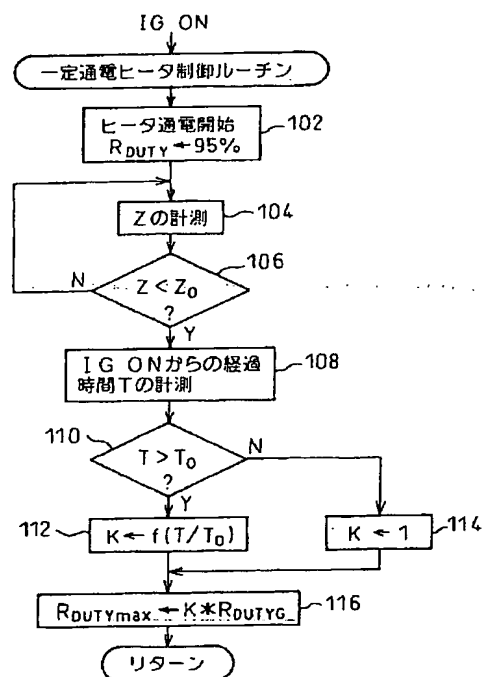 IG ON
一定通電ヒータ制御ルーチン
ヒータ通電開始
RDUTY ← 95%
102
Zの計測
104
106
N
Z < Z0
?
Y
IG ONからの経過
時間Tの計測
108
110
T > T0
?
N
Y
112
K ← f(T/T0)
K ← 1
114
RDUTYmax ← K*RDUTYG
116
リターン